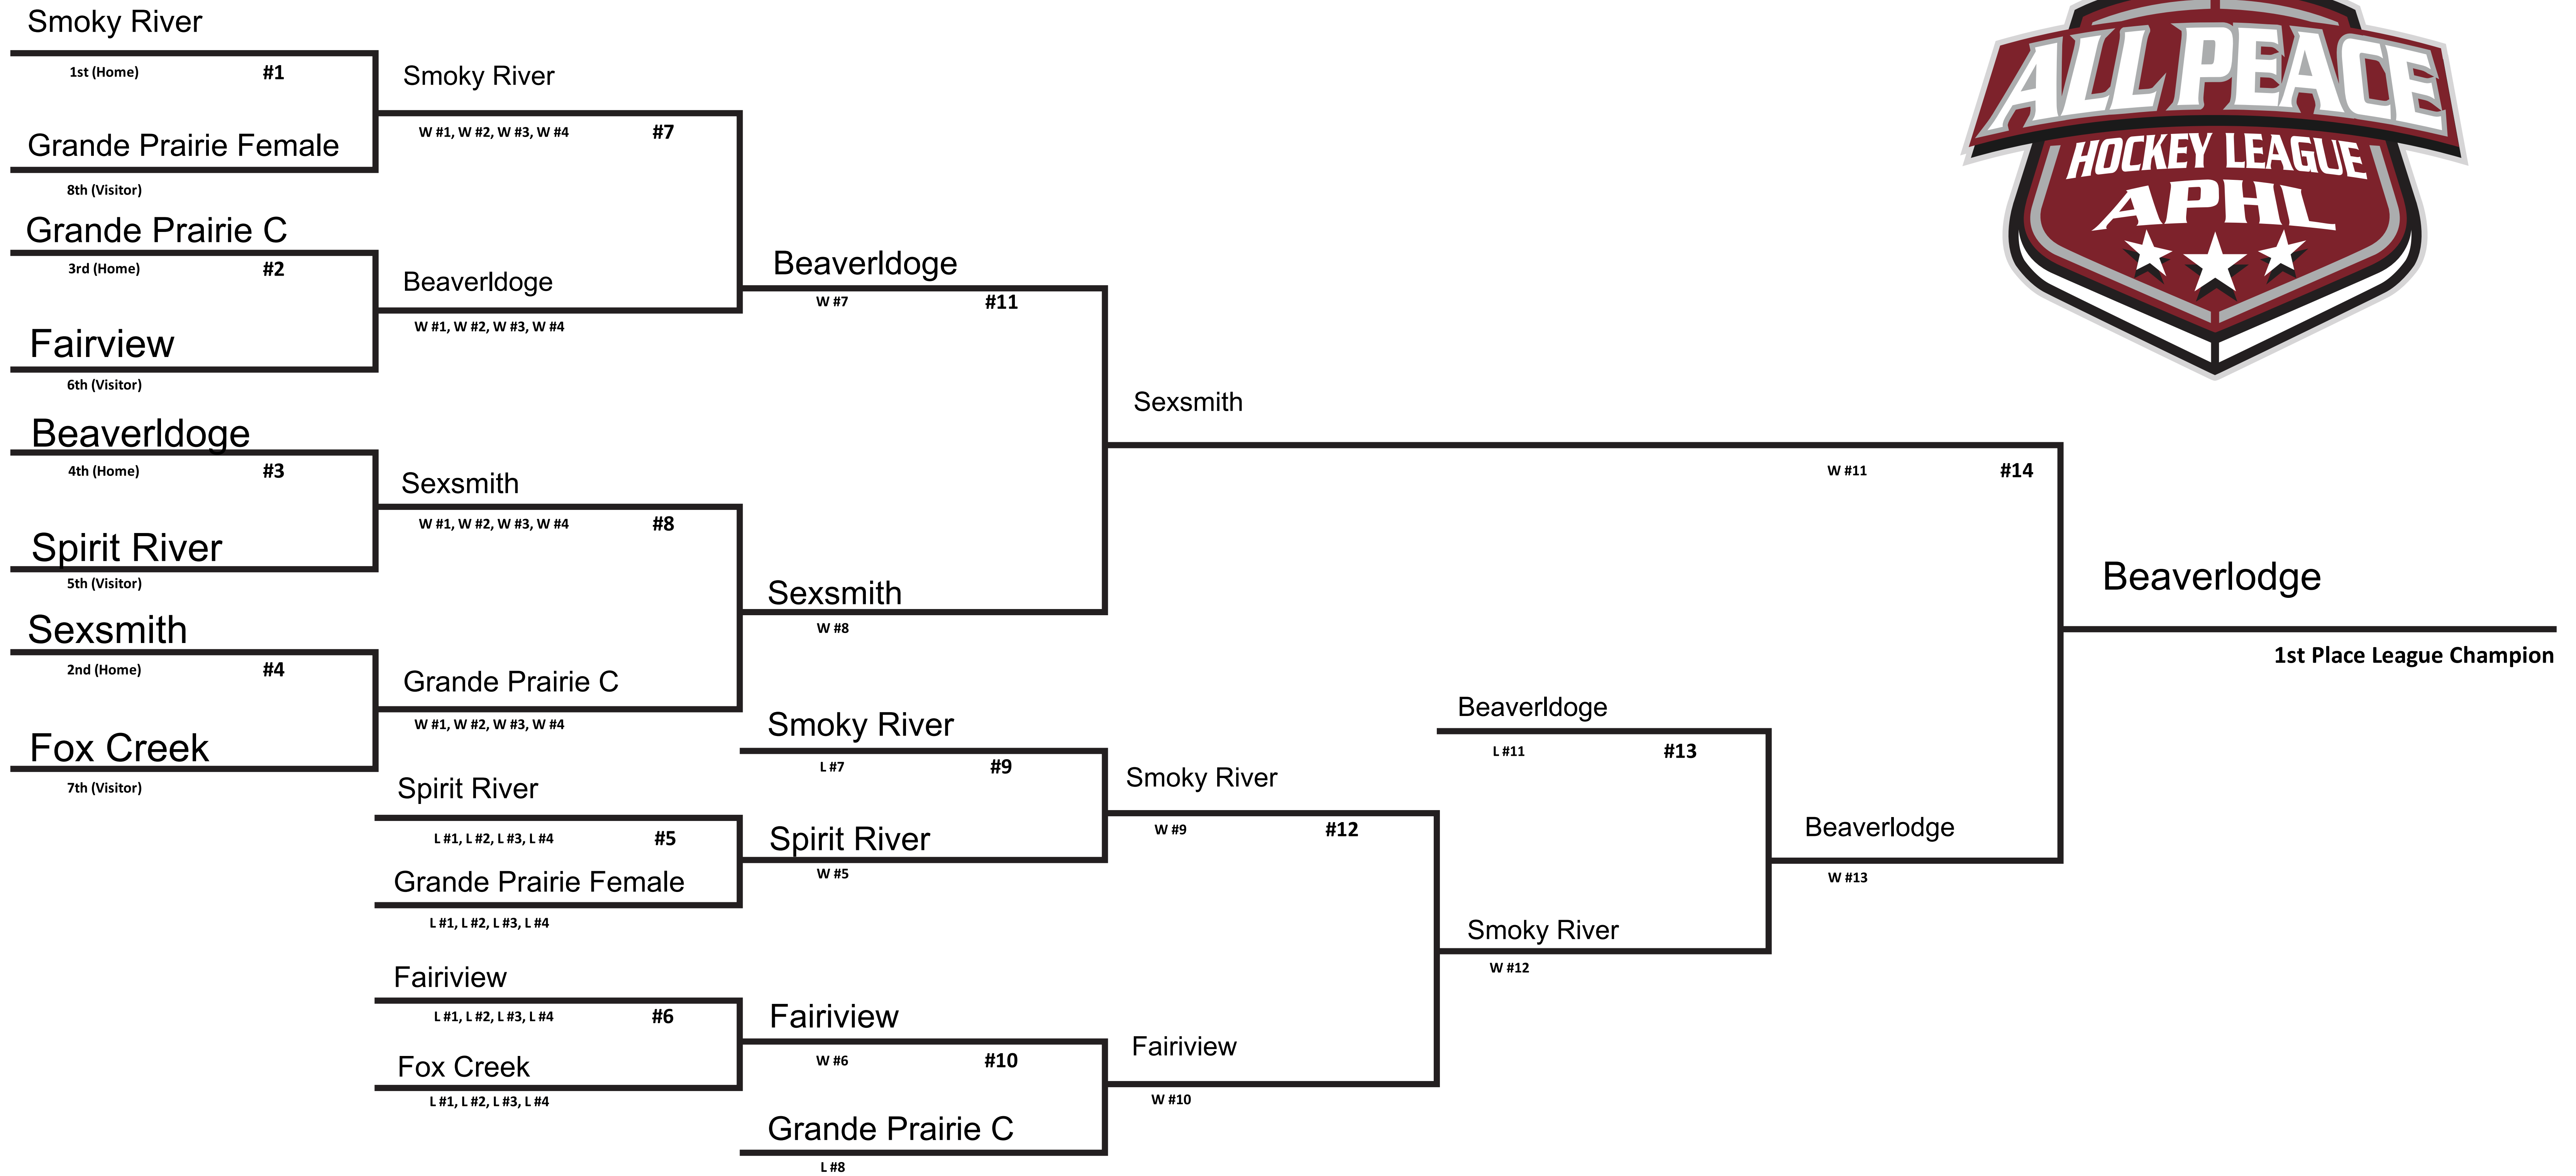 Smoky River
1st (Home) #1
Grande Prairie Female
8th (Visitor)
Grande Prairie C
3rd (Home) #2
Fairview
6th (Visitor)
Beaverldoge
4th (Home) #3
Spirit River
5th (Visitor)
Sexsmith
2nd (Home) #4
Fox Creek
7th (Visitor)
Smoky River
W #1, W #2, W #3, W #4 #7
Beaverldoge
W #1, W #2, W #3, W #4
Sexsmith
W #1, W #2, W #3, W #4 #8
Grande Prairie C
W #1, W #2, W #3, W #4
Spirit River
L #1, L #2, L #3, L #4 #5
Grande Prairie Female
L #1, L #2, L #3, L #4
Fairiview
L #1, L #2, L #3, L #4 #6
Fox Creek
L #1, L #2, L #3, L #4
Beaverldoge
W #7 #11
Sexsmith
W #8
Smoky River
L #7 #9
Spirit River
W #5
Fairiview
W #6 #10
Grande Prairie C
L #8
Sexsmith
W #11 #14
Smoky River
W #9 #12
Fairiview
W #10
Beaverldoge
L #11 #13
Smoky River
W #12
Beaverlodge
W #13
Beaverlodge
1st Place League Champion
ALL PEACE
HOCKEY LEAGUE
APHL